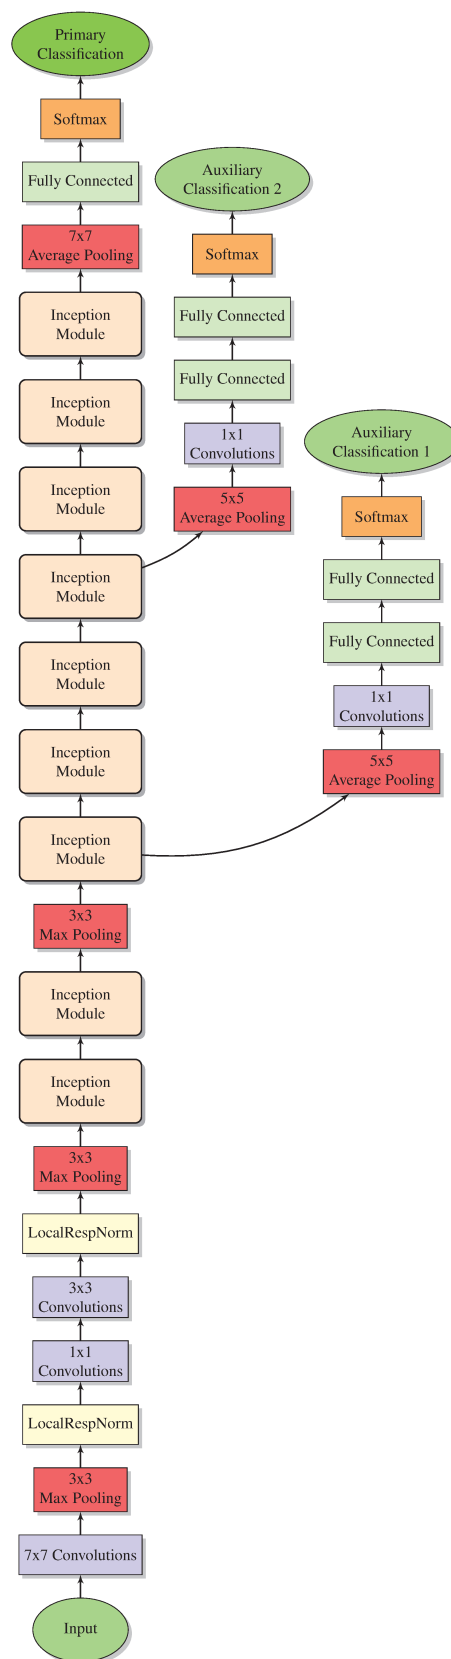 Primary
Classification
Softmax
Fully Connected
7x7
Average Pooling
Inception
Module
Inception
Module
Inception
Module
Inception
Module
Inception
Module
Inception
Module
Inception
Module
3x3
Max Pooling
Inception
Module
Inception
Module
3x3
Max Pooling
LocalRespNorm
3x3
Convolutions
1x1
Convolutions
LocalRespNorm
3x3
Max Pooling
7x7 Convolutions
Input
Auxiliary
Classification 2
Softmax
Fully Connected
Fully Connected
1x1
Convolutions
5x5
Average Pooling
Auxiliary
Classification 1
Softmax
Fully Connected
Fully Connected
1x1
Convolutions
5x5
Average Pooling